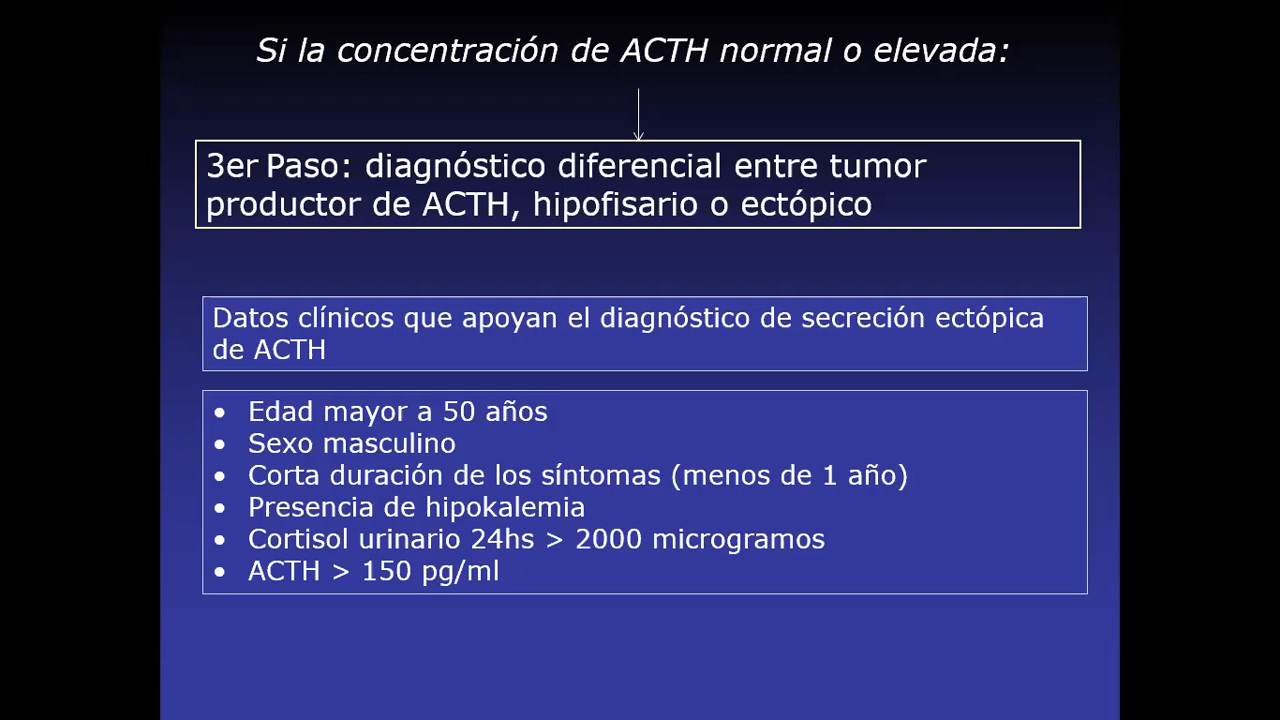 Si la concentración de ACTH normal o elevada:
3er Paso: diagnóstico diferencial entre tumor
productor de ACTH, hipofisario o ectópico
Datos clínicos que apoyan el diagnóstico de secreción ectópica
de ACTH
• Edad mayor a 50 años
• Sexo masculino
• Corta duración de los síntomas (menos de 1 año)
• Presencia de hipokalemia
• Cortisol urinario 24hs > 2000 microgramos
• ACTH > 150 pg/ml